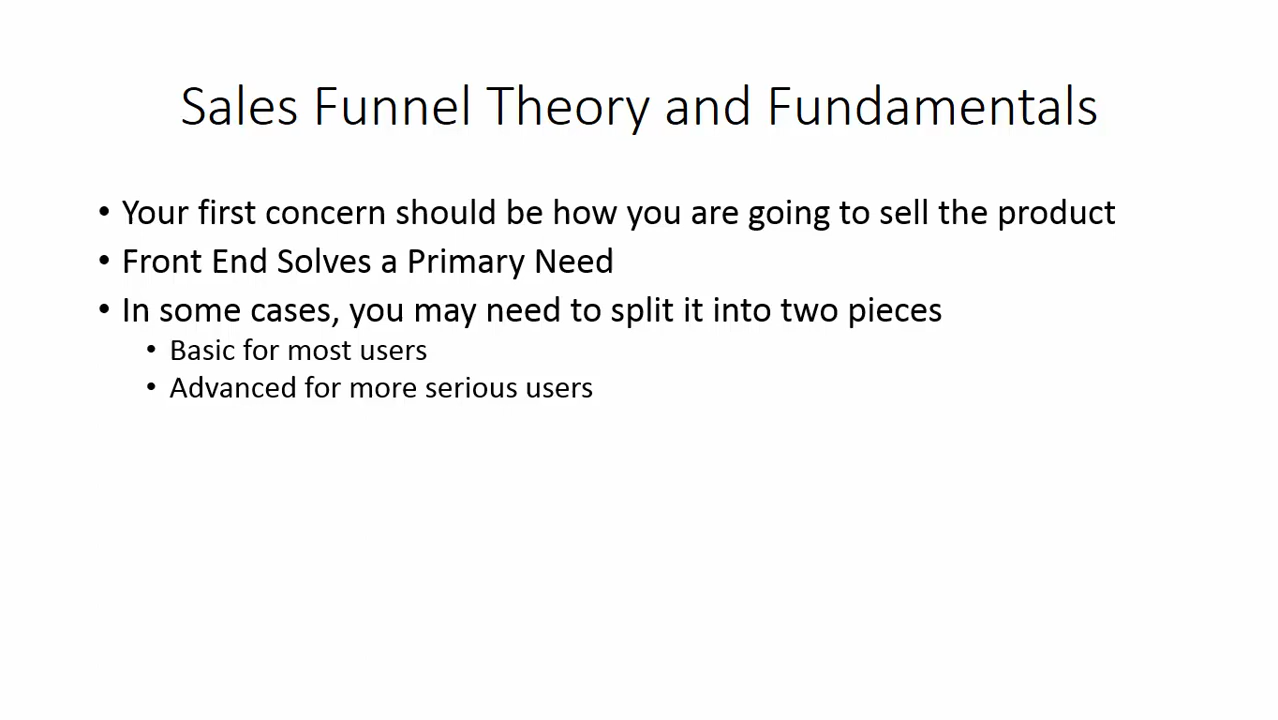 Sales Funnel Theory and Fundamentals
• Your first concern should be how you are going to sell the product
• Front End Solves a Primary Need
• In some cases, you may need to split it into two pieces
• Basic for most users
• Advanced for more serious users